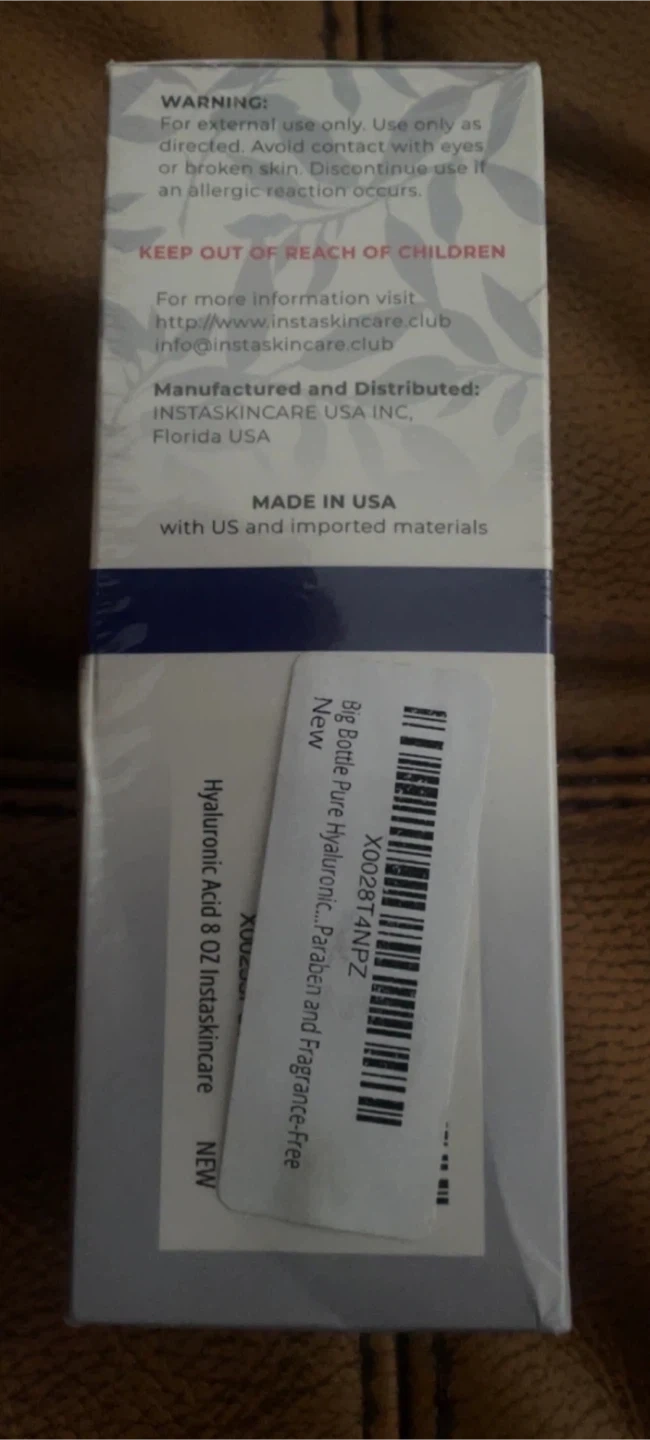 WARNING:
For external use only. Use only as
directed. Avoid contact with eyes
or broken skin. Discontinue use if
an allergic reaction occurs.
KEEP OUT OF REACH OF CHILDREN
For more information visit
http://www.instaskincare.club
info@instaskincare.club
Manufactured and Distributed:
INSTASKINCARE USA INC,
Florida USA
MADE IN USA
with US and imported materials
X0028T4NPZ
Big Bottle Pure Hyaluronic...Paraben and Fragrance-Free
New
Hyaluronic Acid 8 OZ Instaskincare NEW